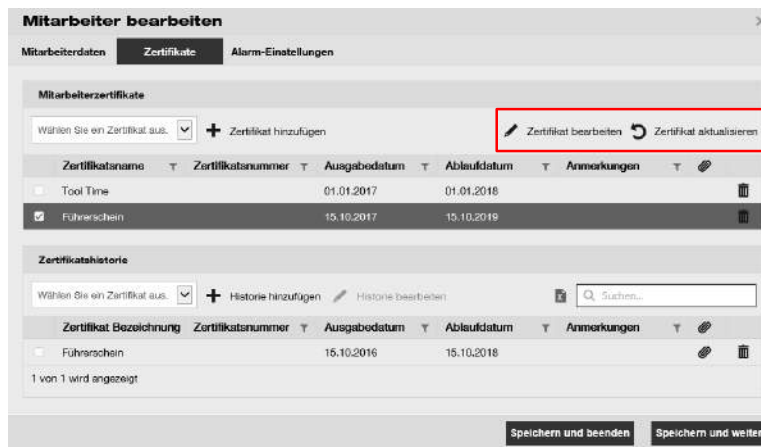 Mitarbeiter bearbeiten
Mitarbeiterdaten Zertifikate Alarm-Einstellungen
Mitarbeiterzertifikate
Wählen Sie ein Zertifikat aus. Zertifikat hinzufügen Zertifikat bearbeiten Zertifikat aktualisieren
Zertifikatsname Zertifikatsnummer Ausgabedatum Ablaufdatum Anmerkungen
Tool Time 01.01.2017 01.01.2018
Führerschein 15.10.2017 15.10.2019
Zertifikatshistorie
Wählen Sie ein Zertifikat aus. Historie hinzufügen Historie bearbeiten Suchen...
Zertifikat Bezeichnung Zertifikatsnummer Ausgabedatum Ablaufdatum Anmerkungen
Führerschein 15.10.2016 15.10.2018
1 von 1 wird angezeigt
Speichern und beenden Speichern und weiter